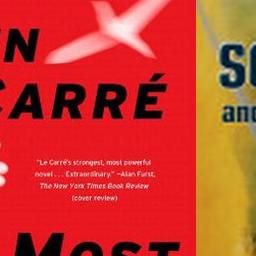 N
CARRÉ
"Le Carré's strongest, most powerful
novel . . . Extraordinary." –Alan Furst,
The New York Times Book Review
(cover review)
MOST
SO
and